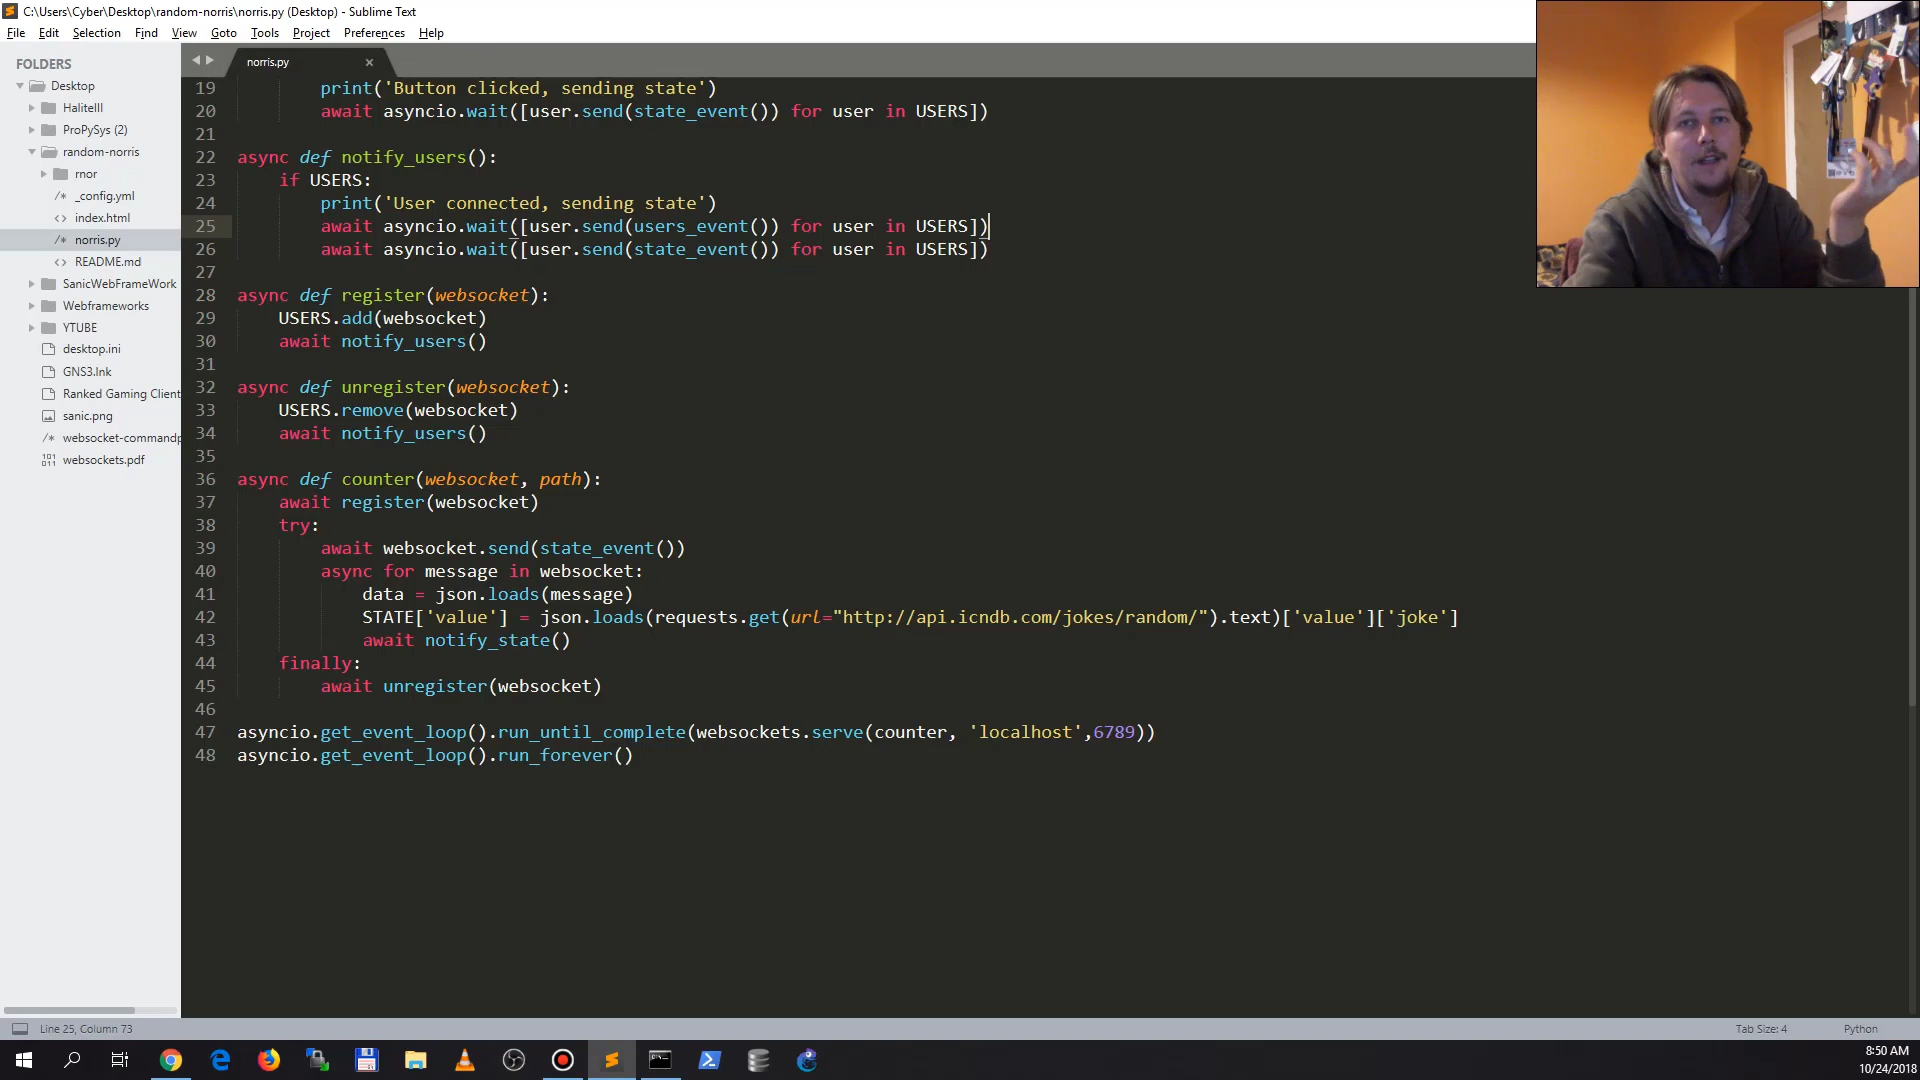 C:\Users\Cyber\Desktop\random-norris\norris.py (Desktop) - Sublime Text
File Edit Selection Find View Goto Tools Project Preferences Help
FOLDERS
Desktop
HaliteIII
ProPySys (2)
random-norris
rnor
_config.yml
index.html
norris.py
README.md
SanicWebFrameWork
Webframeworks
YTUBE
desktop.ini
GNS3.lnk
Ranked Gaming Client
sanic.png
websocket-commandp
websockets.pdf
norris.py
19 print('Button clicked, sending state')
20 await asyncio.wait([user.send(state_event()) for user in USERS])
21
22 async def notify_users():
23 if USERS:
24 print('User connected, sending state')
25 await asyncio.wait([user.send(users_event()) for user in USERS])
26 await asyncio.wait([user.send(state_event()) for user in USERS])
27
28 async def register(websocket):
29 USERS.add(websocket)
30 await notify_users()
31
32 async def unregister(websocket):
33 USERS.remove(websocket)
34 await notify_users()
35
36 async def counter(websocket, path):
37 await register(websocket)
38 try:
39 await websocket.send(state_event())
40 async for message in websocket:
41 data = json.loads(message)
42 STATE['value'] = json.loads(requests.get(url="http://api.icndb.com/jokes/random/").text)['value']['joke']
43 await notify_state()
44 finally:
45 await unregister(websocket)
46
47 asyncio.get_event_loop().run_until_complete(websockets.serve(counter, 'localhost',6789))
48 asyncio.get_event_loop().run_forever()
Line 25, Column 73
Tab Size: 4
Python
8:50 AM
10/24/2018